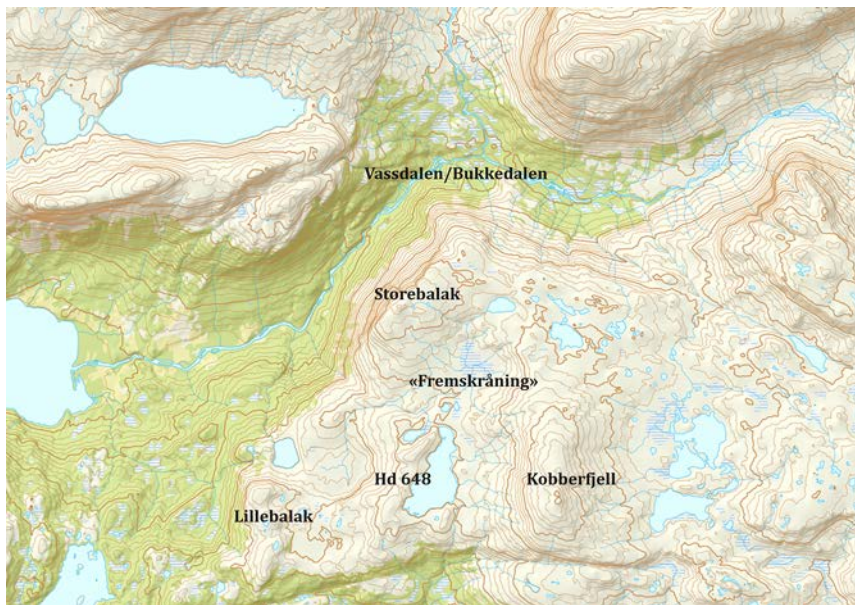 Vassdalen/Bukkedalen
Storebalak
«Fremskråning»
Hd 648
Kobberfjell
Lillebalak